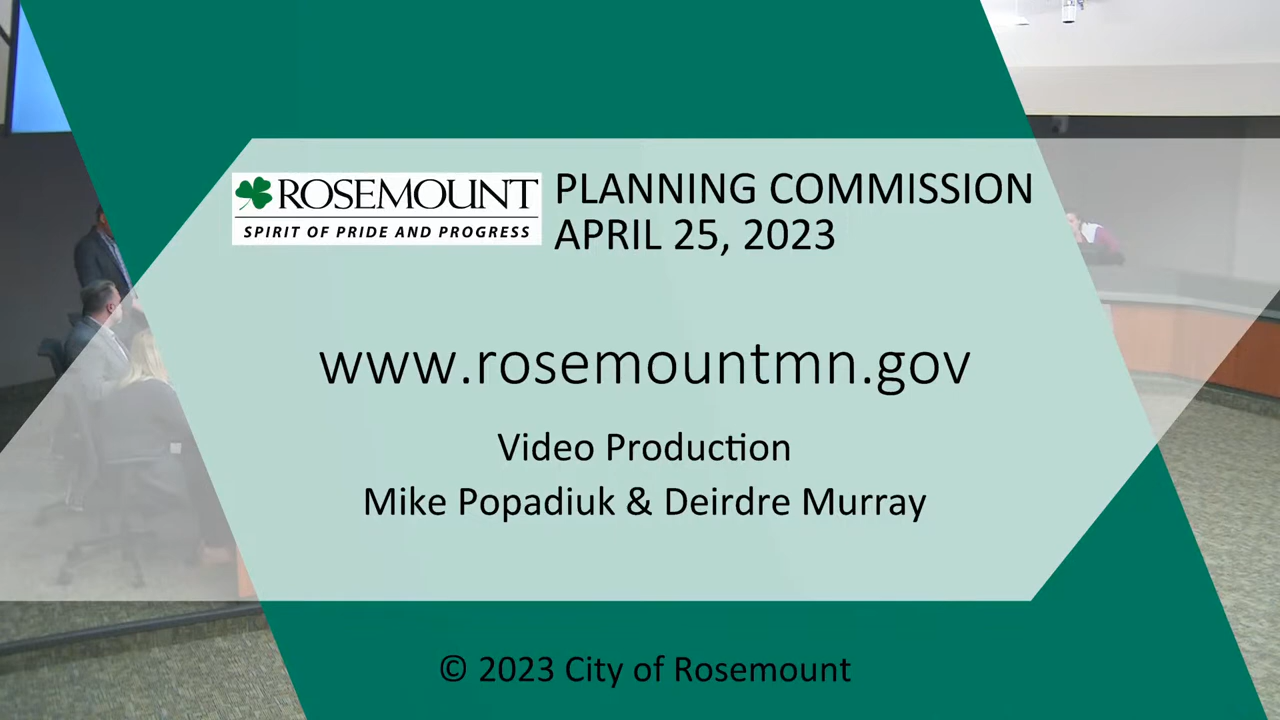 ROSEMOUNT
SPIRIT OF PRIDE AND PROGRESS
PLANNING COMMISSION
APRIL 25, 2023
www.rosemountmn.gov
Video Production
Mike Popadiuk & Deirdre Murray
© 2023 City of Rosemount